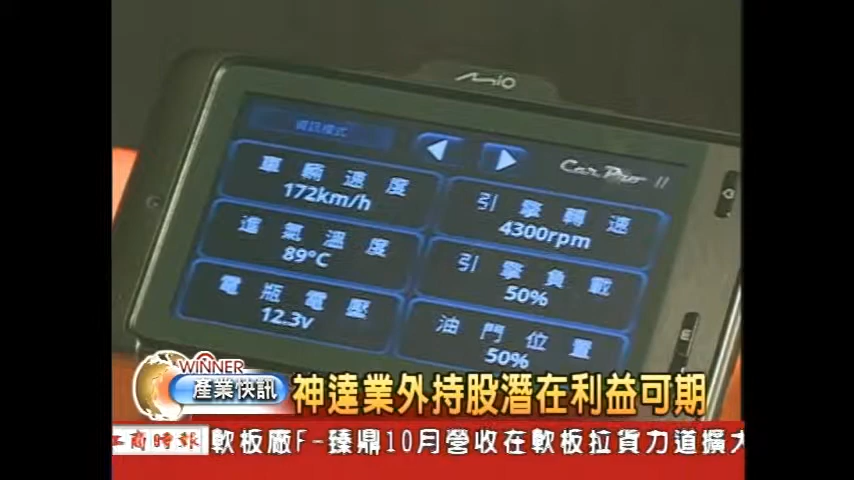 Mio
資訊模式
Car Pro II
車輛速度
172km/h
引擎轉速
4300rpm
進氣溫度
89°C
引擎負載
50%
電瓶電壓
12.3v
油門位置
50%
WINNER
產業快訊
神達業外持股潛在利益可期
工商時報
軟板廠F-臻鼎10月營收在軟板拉貨力道擴大